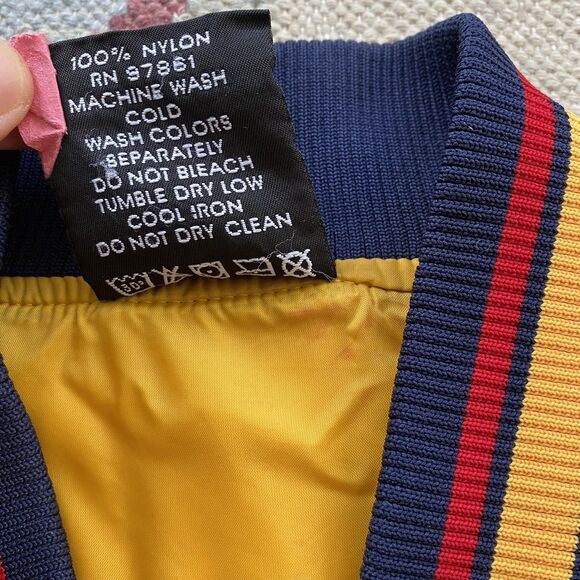 100% NYLON
RN 97861
MACHINE WASH
COLD
WASH COLORS
SEPARATELY
DO NOT BLEACH
TUMBLE DRY LOW
COOL IRON
DO NOT DRY CLEAN
30°